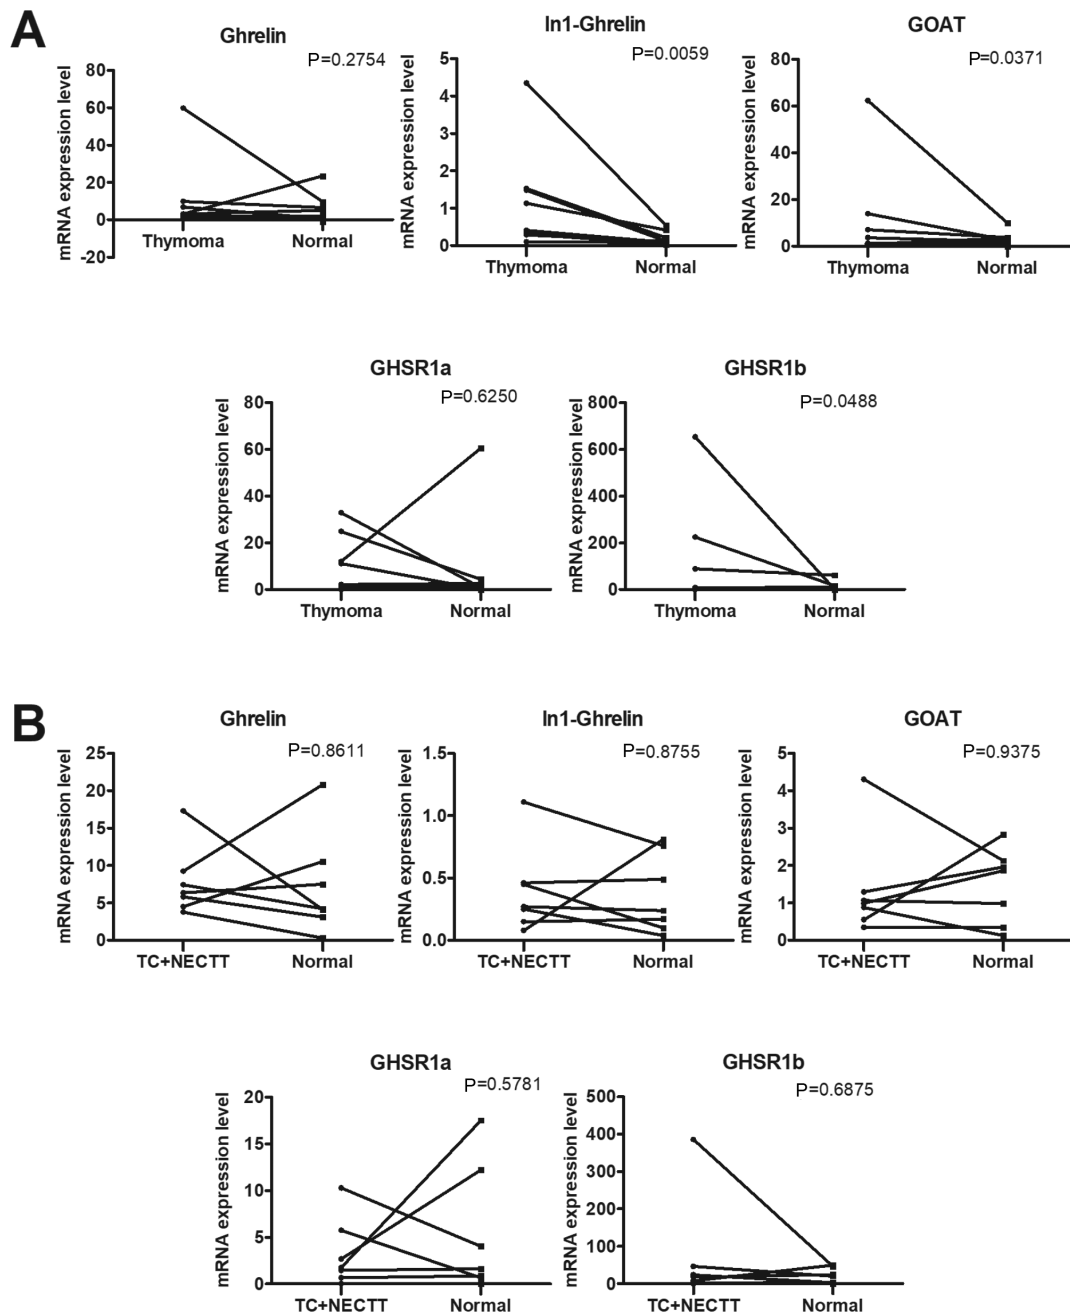 A
Ghrelin
P=0.2754
mRNA expression level
80
60
40
20
0
-20
Thymoma Normal
In1-Ghrelin
P=0.0059
mRNA expression level
5
4
3
2
1
0
Thymoma Normal
GOAT
P=0.0371
mRNA expression level
80
60
40
20
0
Thymoma Normal
GHSR1a
P=0.6250
mRNA expression level
80
60
40
20
0
Thymoma Normal
GHSR1b
P=0.0488
mRNA expression level
800
600
400
200
0
Thymoma Normal
B
Ghrelin
P=0.8611
mRNA expression level
25
20
15
10
5
0
TC+NECTT Normal
In1-Ghrelin
P=0.8755
mRNA expression level
1.5
1.0
0.5
0.0
TC+NECTT Normal
GOAT
P=0.9375
mRNA expression level
5
4
3
2
1
0
TC+NECTT Normal
GHSR1a
P=0.5781
mRNA expression level
20
15
10
5
0
TC+NECTT Normal
GHSR1b
P=0.6875
mRNA expression level
500
400
300
200
100
0
TC+NECTT Normal